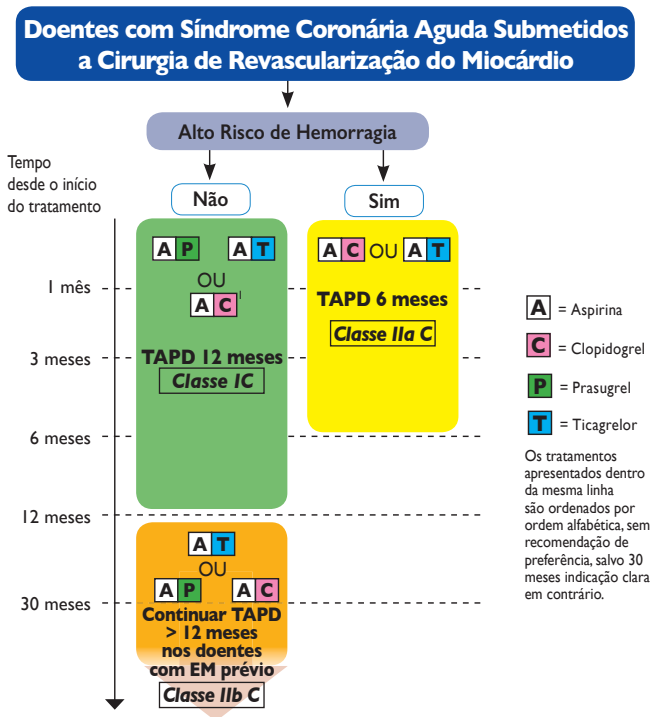 Doentes com Síndrome Coronária Aguda Submetidos
a Cirurgia de Revascularização do Miocárdio
Alto Risco de Hemorragia
Tempo
desde o início
do tratamento
Não
Sim
A P A T
OU
A C 1
TAPD 12 meses
Classe IC
A C OU A T
TAPD 6 meses
Classe IIa C
1 mês
3 meses
6 meses
12 meses
30 meses
A T
OU
A P A C
Continuar TAPD
> 12 meses
nos doentes
com EM prévio
Classe IIb C
A = Aspirina
C = Clopidogrel
P = Prasugrel
T = Ticagrelor
Os tratamentos
apresentados dentro
da mesma linha
são ordenados por
ordem alfabética, sem
recomendação de
preferência, salvo 30
meses indicação clara
em contrário.